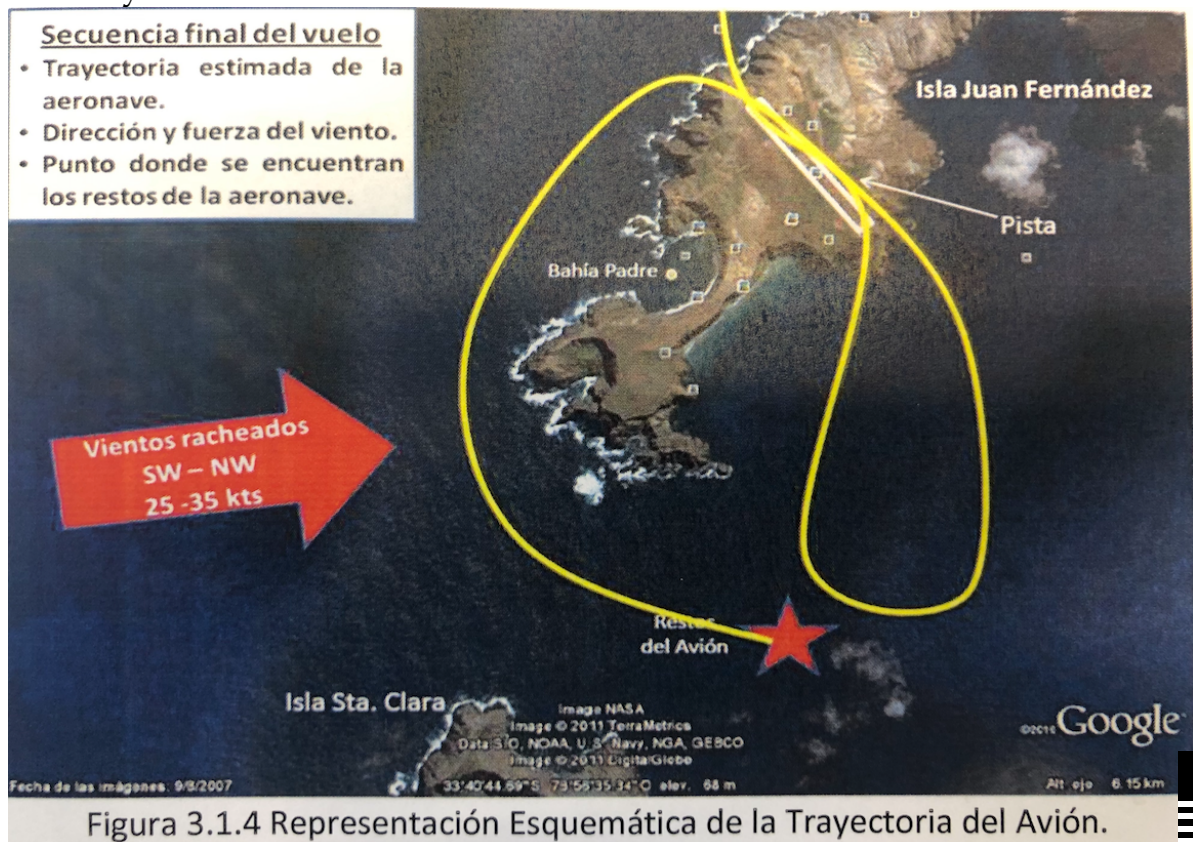 Secuencia final del vuelo
• Trayectoria estimada de la
aeronave.
• Dirección y fuerza del viento.
• Punto donde se encuentran
los restos de la aeronave.
Isla Juan Fernández
Pista
Bahía Padre
Vientos racheados
SW – NW
25 -35 kts
Restos
del Avión
Isla Sta. Clara
Image NASA
Image © 2011 TerraMetrics
Data SIO, NOAA, U.S. Navy, NGA, GEBCO
Image © 2011 DigitalGlobe
Google
Fecha de las imágenes: 9/8/2007
elev. 68 m
Alt. ojo 6.15 km
Figura 3.1.4 Representación Esquemática de la Trayectoria del Avión.